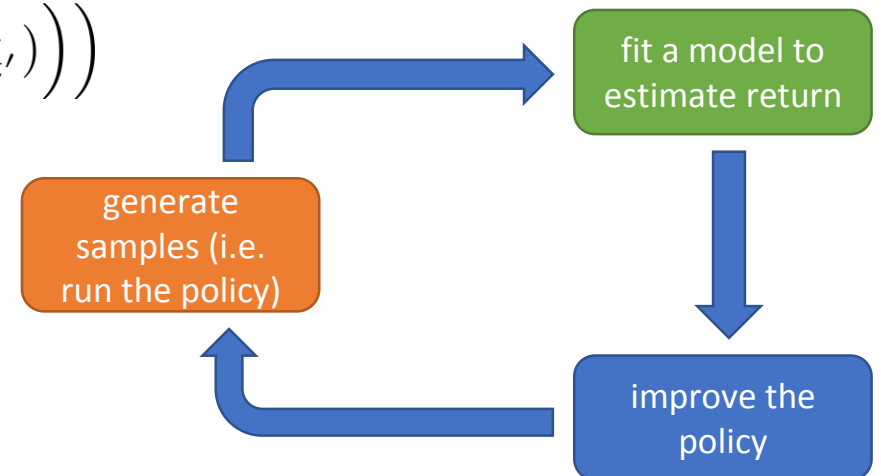 t′))))
fit a model to
estimate return
generate
samples (i.e.
run the policy)
improve the
policy